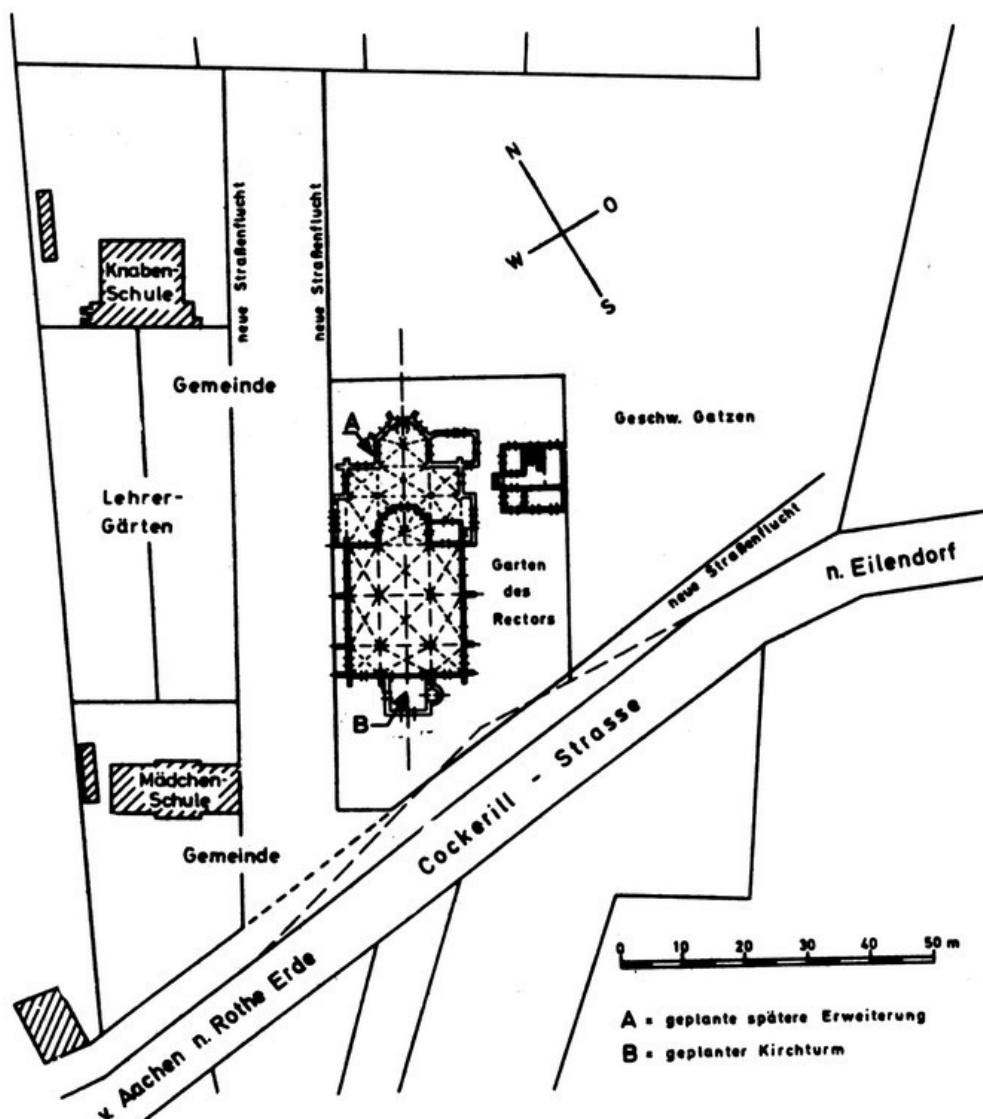 N
O
W
S
neue Straßenflucht
neue Straßenflucht
Knaben-
Schule
Gemeinde
A
Geschw. Gatzen
Lehrer-
Gärten
neue Straßenflucht
n. Eilendorf
Garten
des
Rectors
B
Mädchen-
Schule
Gemeinde
Cockerill - Strasse
v. Aachen n. Rothe Erde
0 10 20 30 40 50 m
A = geplante spätere Erweiterung
B = geplanter Kirchturm